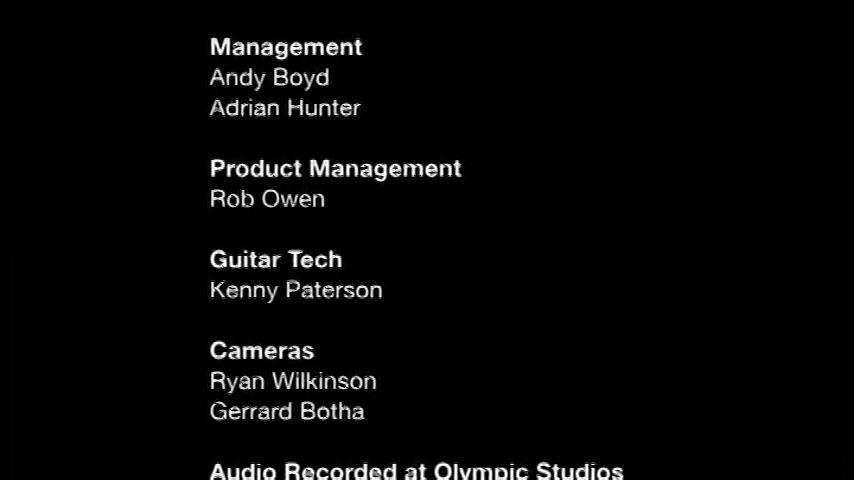 Management
Andy Boyd
Adrian Hunter
Product Management
Rob Owen
Guitar Tech
Kenny Paterson
Cameras
Ryan Wilkinson
Gerrard Botha
Audio Recorded at Olympic Studios